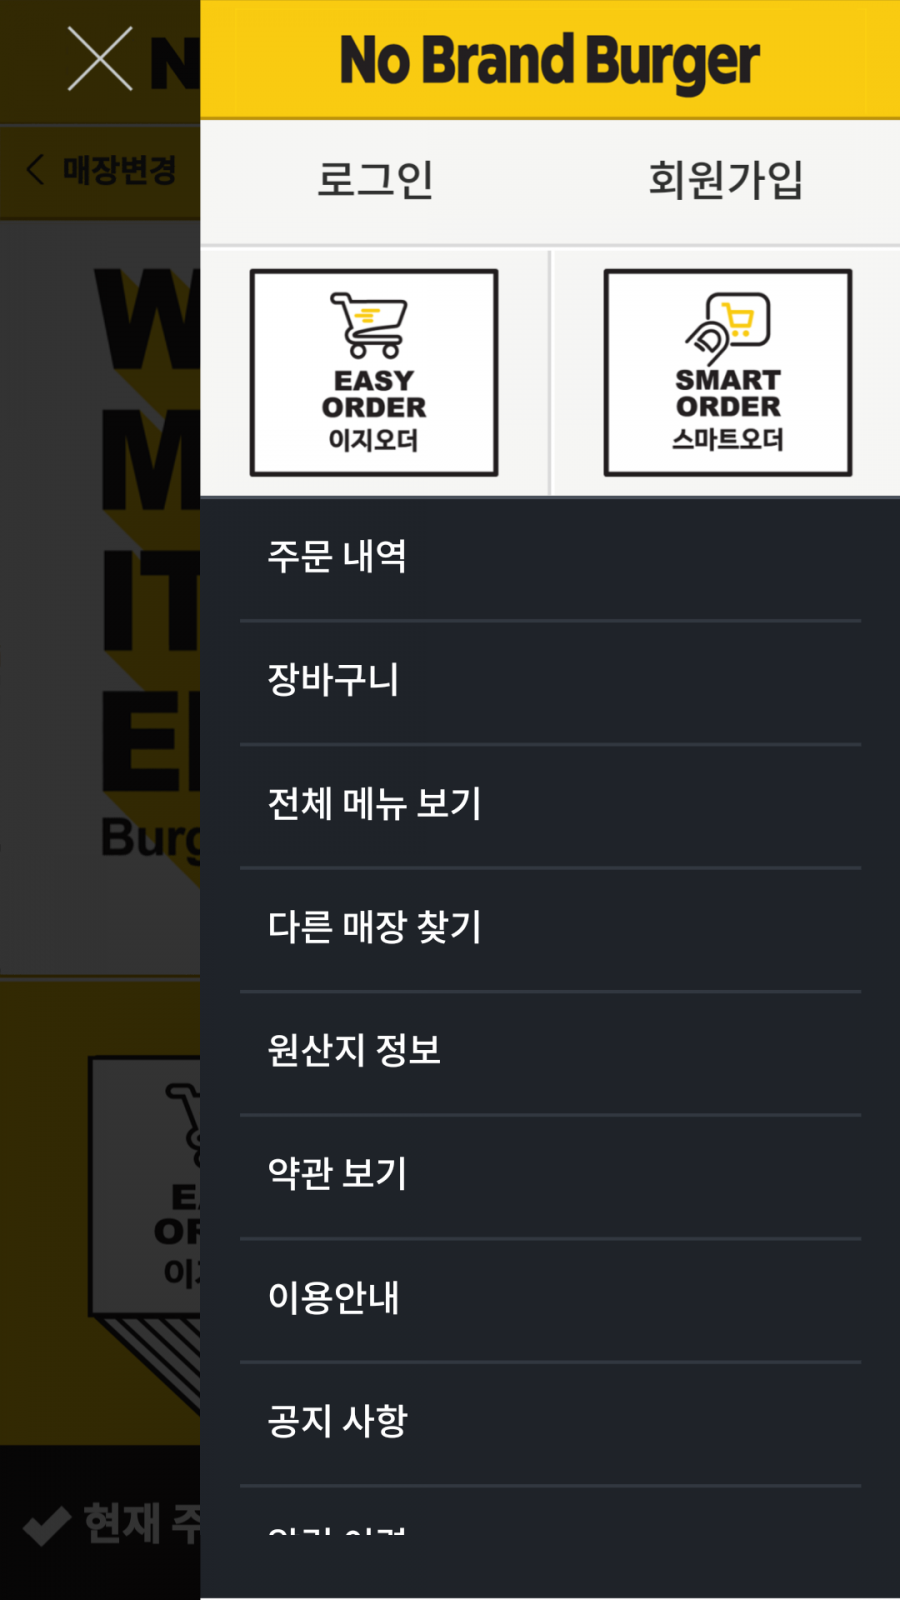 No Brand Burger
로그인 회원가입
EASY
ORDER
이지오더
SMART
ORDER
스마트오더
주문 내역
장바구니
전체 메뉴 보기
다른 매장 찾기
원산지 정보
약관 보기
이용안내
공지 사항
N
매장변경
W
M
IT
E
Burg
E
OR
이지
현재 주